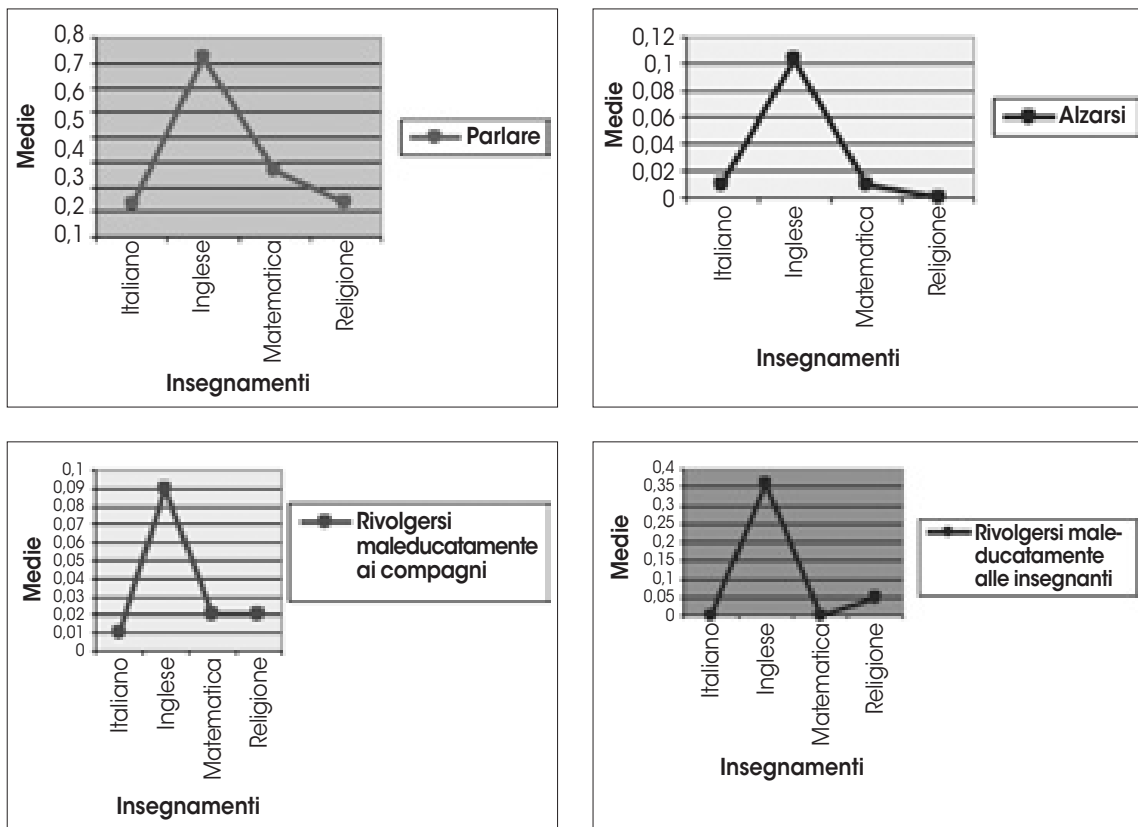 0,8
0,7
0,6
0,5
0,4
0,3
0,2
0,1
Medie
Italiano
Inglese
Matematica
Religione
Insegnamenti
Parlare
0,12
0,1
0,08
0,06
0,04
0,02
0
Medie
Italiano
Inglese
Matematica
Religione
Insegnamenti
Alzarsi
0,1
0,09
0,08
0,07
0,06
0,05
0,04
0,03
0,02
0,01
0
Medie
Italiano
Inglese
Matematica
Religione
Insegnamenti
Rivolgersi
maleducatamente
ai compagni
0,4
0,35
0,3
0,25
0,2
0,15
0,1
0,05
0
Medie
Italiano
Inglese
Matematica
Religione
Insegnamenti
Rivolgersi male-
ducatamente
alle insegnanti